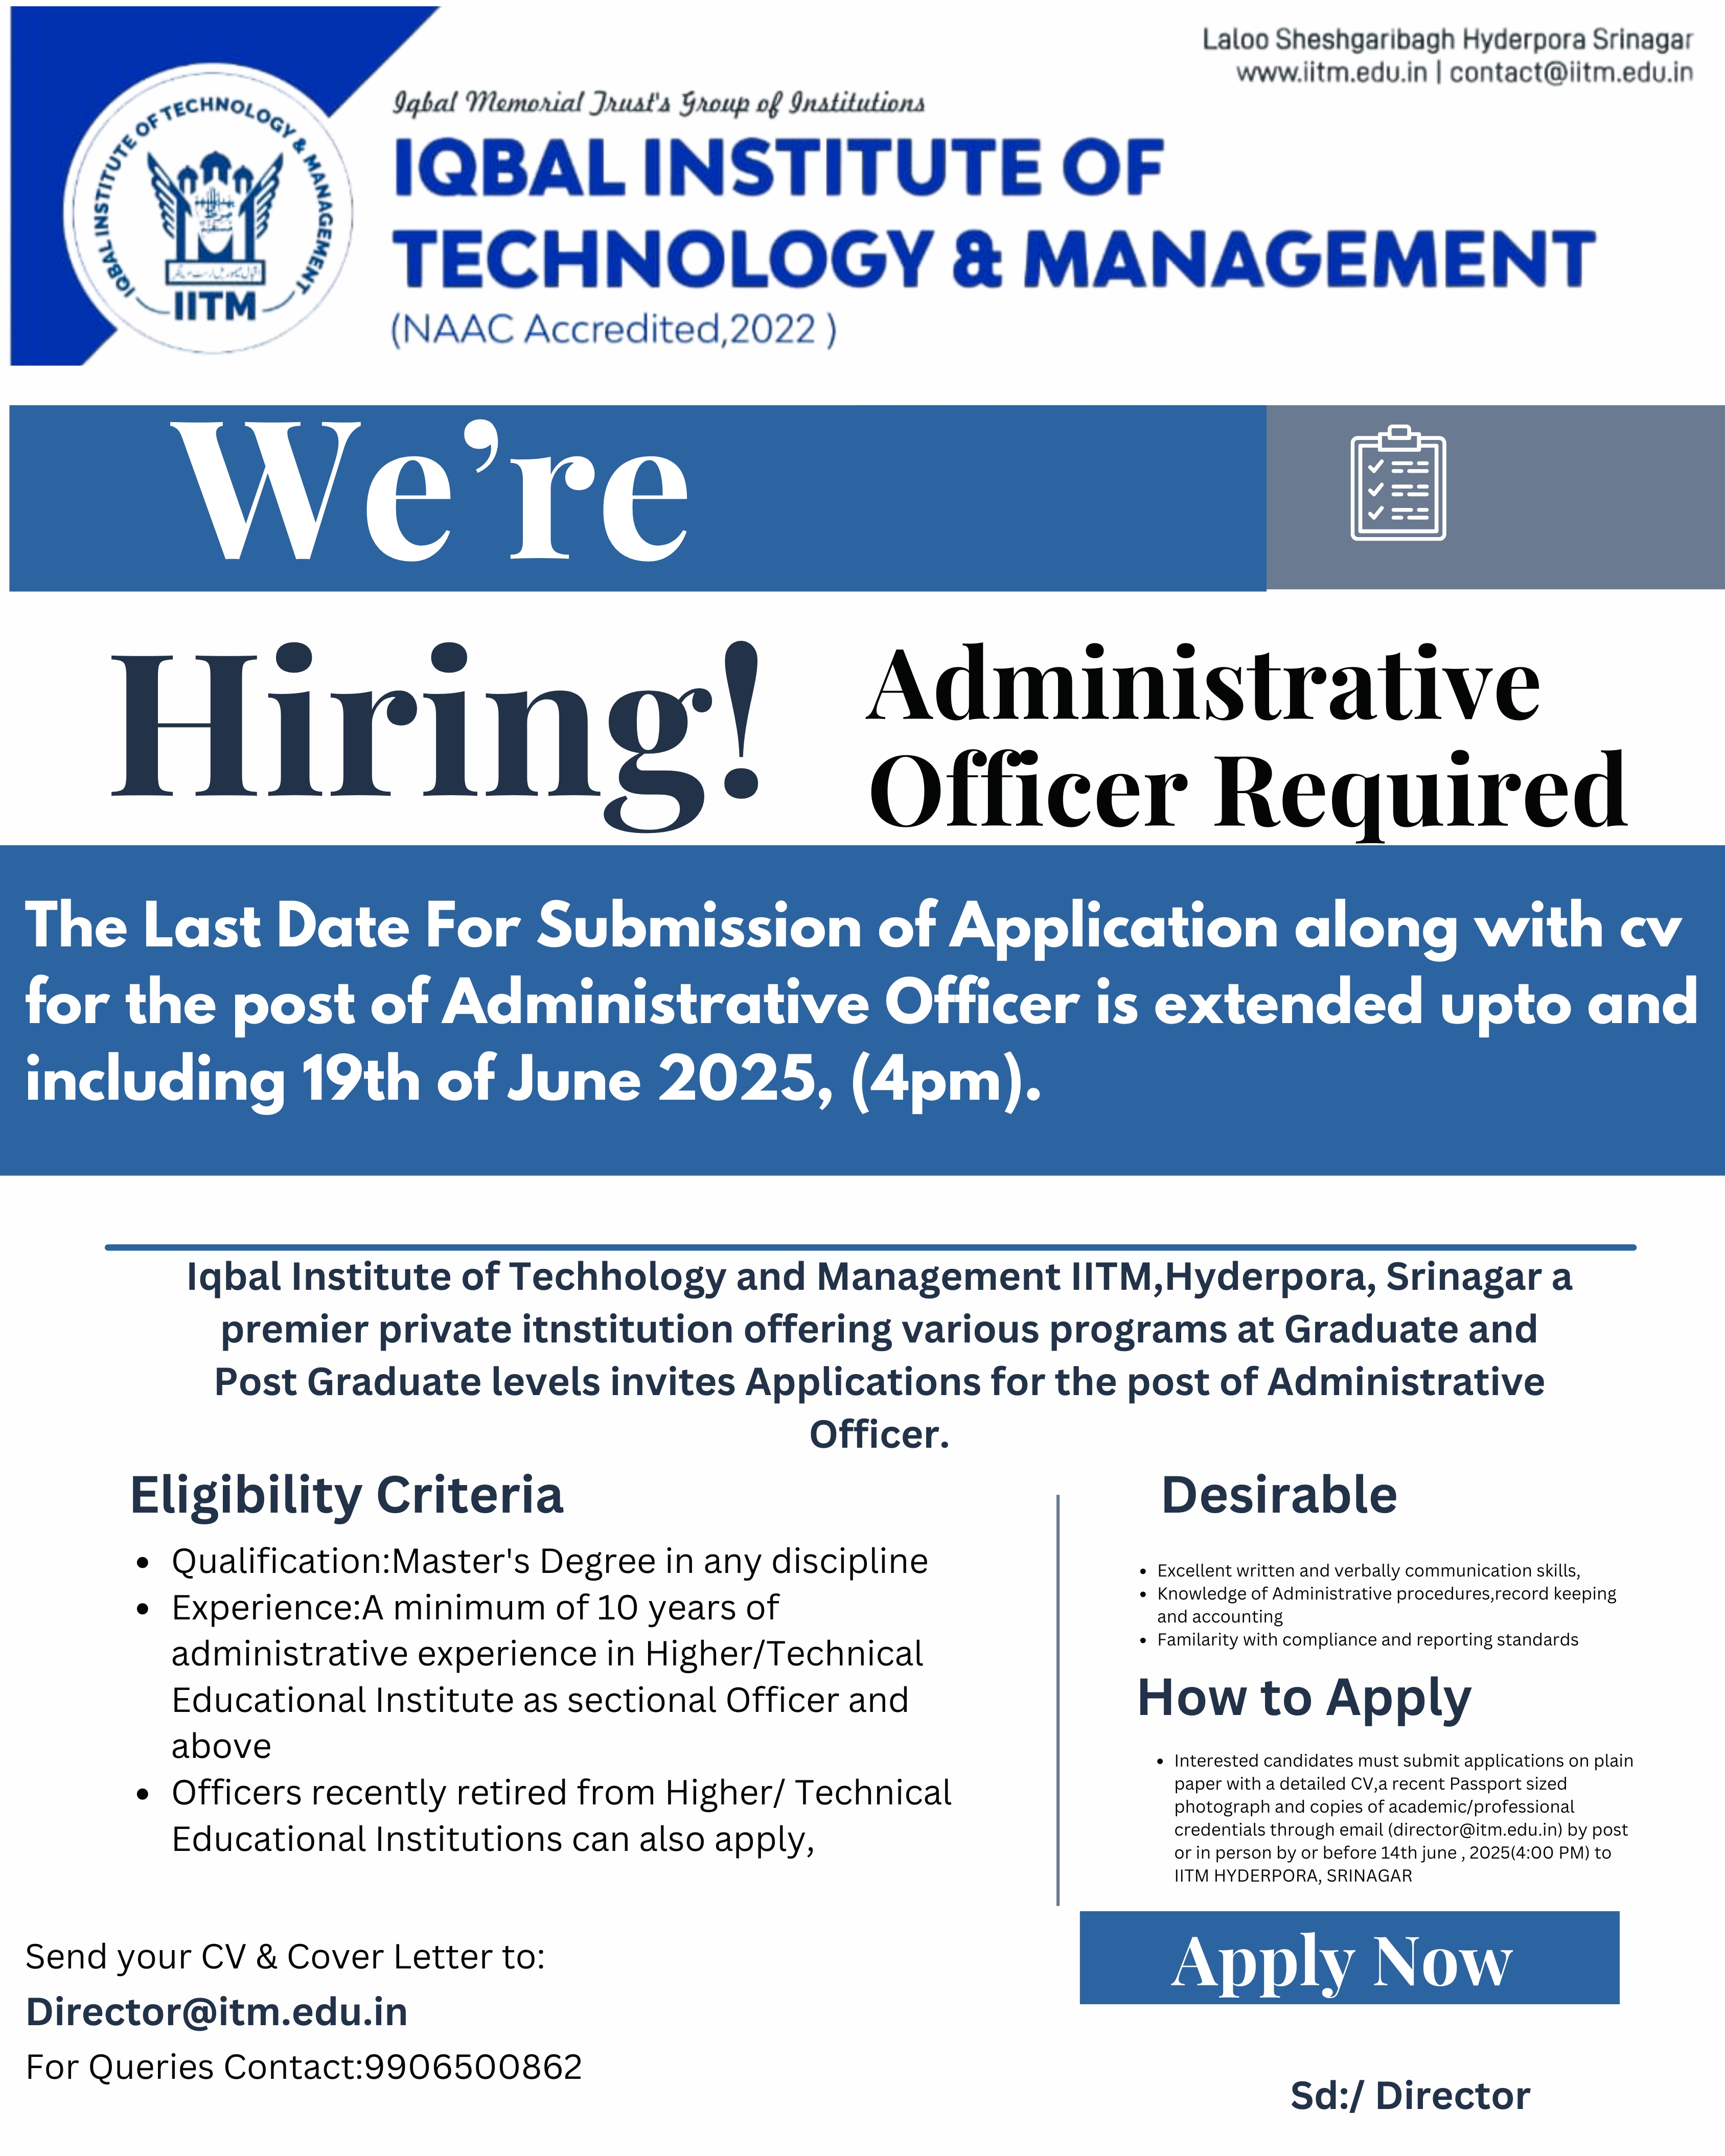 Laloo Sheshgaribagh Hyderpora Srinagar
www.iitm.edu.in | contact@iitm.edu.in
IQBAL INSTITUTE OF TECHNOLOGY & MANAGEMENT
IITM
Iqbal Memorial Trust's Group of Institutions
IQBAL INSTITUTE OF
TECHNOLOGY & MANAGEMENT
(NAAC Accredited,2022 )
We’re
Hiring!
Administrative
Officer Required
The Last Date For Submission of Application along with cv
for the post of Administrative Officer is extended upto and
including 19th of June 2025, (4pm).
Iqbal Institute of Techhology and Management IITM,Hyderpora, Srinagar a
premier private itnstitution offering various programs at Graduate and
Post Graduate levels invites Applications for the post of Administrative
Officer.
Eligibility Criteria
• Qualification:Master's Degree in any discipline
• Experience:A minimum of 10 years of
administrative experience in Higher/Technical
Educational Institute as sectional Officer and
above
• Officers recently retired from Higher/ Technical
Educational Institutions can also apply,
Desirable
• Excellent written and verbally communication skills,
• Knowledge of Administrative procedures,record keeping
and accounting
• Familarity with compliance and reporting standards
How to Apply
• Interested candidates must submit applications on plain
paper with a detailed CV,a recent Passport sized
photograph and copies of academic/professional
credentials through email (director@itm.edu.in) by post
or in person by or before 14th june , 2025(4:00 PM) to
IITM HYDERPORA, SRINAGAR
Apply Now
Send your CV & Cover Letter to:
Director@itm.edu.in
For Queries Contact:9906500862
Sd:/ Director